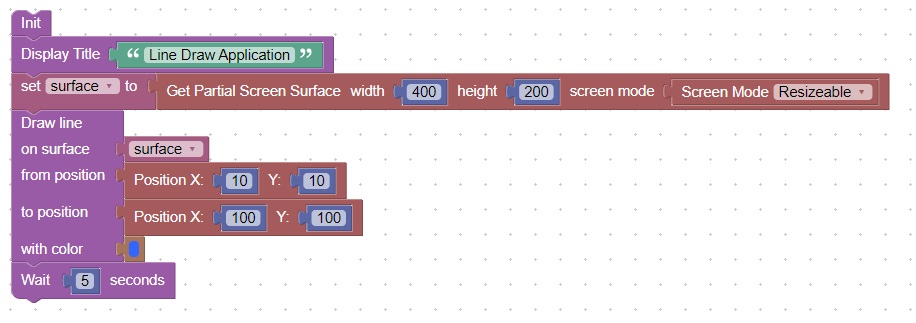 Init
Display Title “ Line Draw Application ”
set surface to Get Partial Screen Surface width 400 height 200 screen mode Screen Mode Resizeable
Draw line
on surface surface
from position Position X: 10 Y: 10
to position Position X: 100 Y: 100
with color
Wait 5 seconds